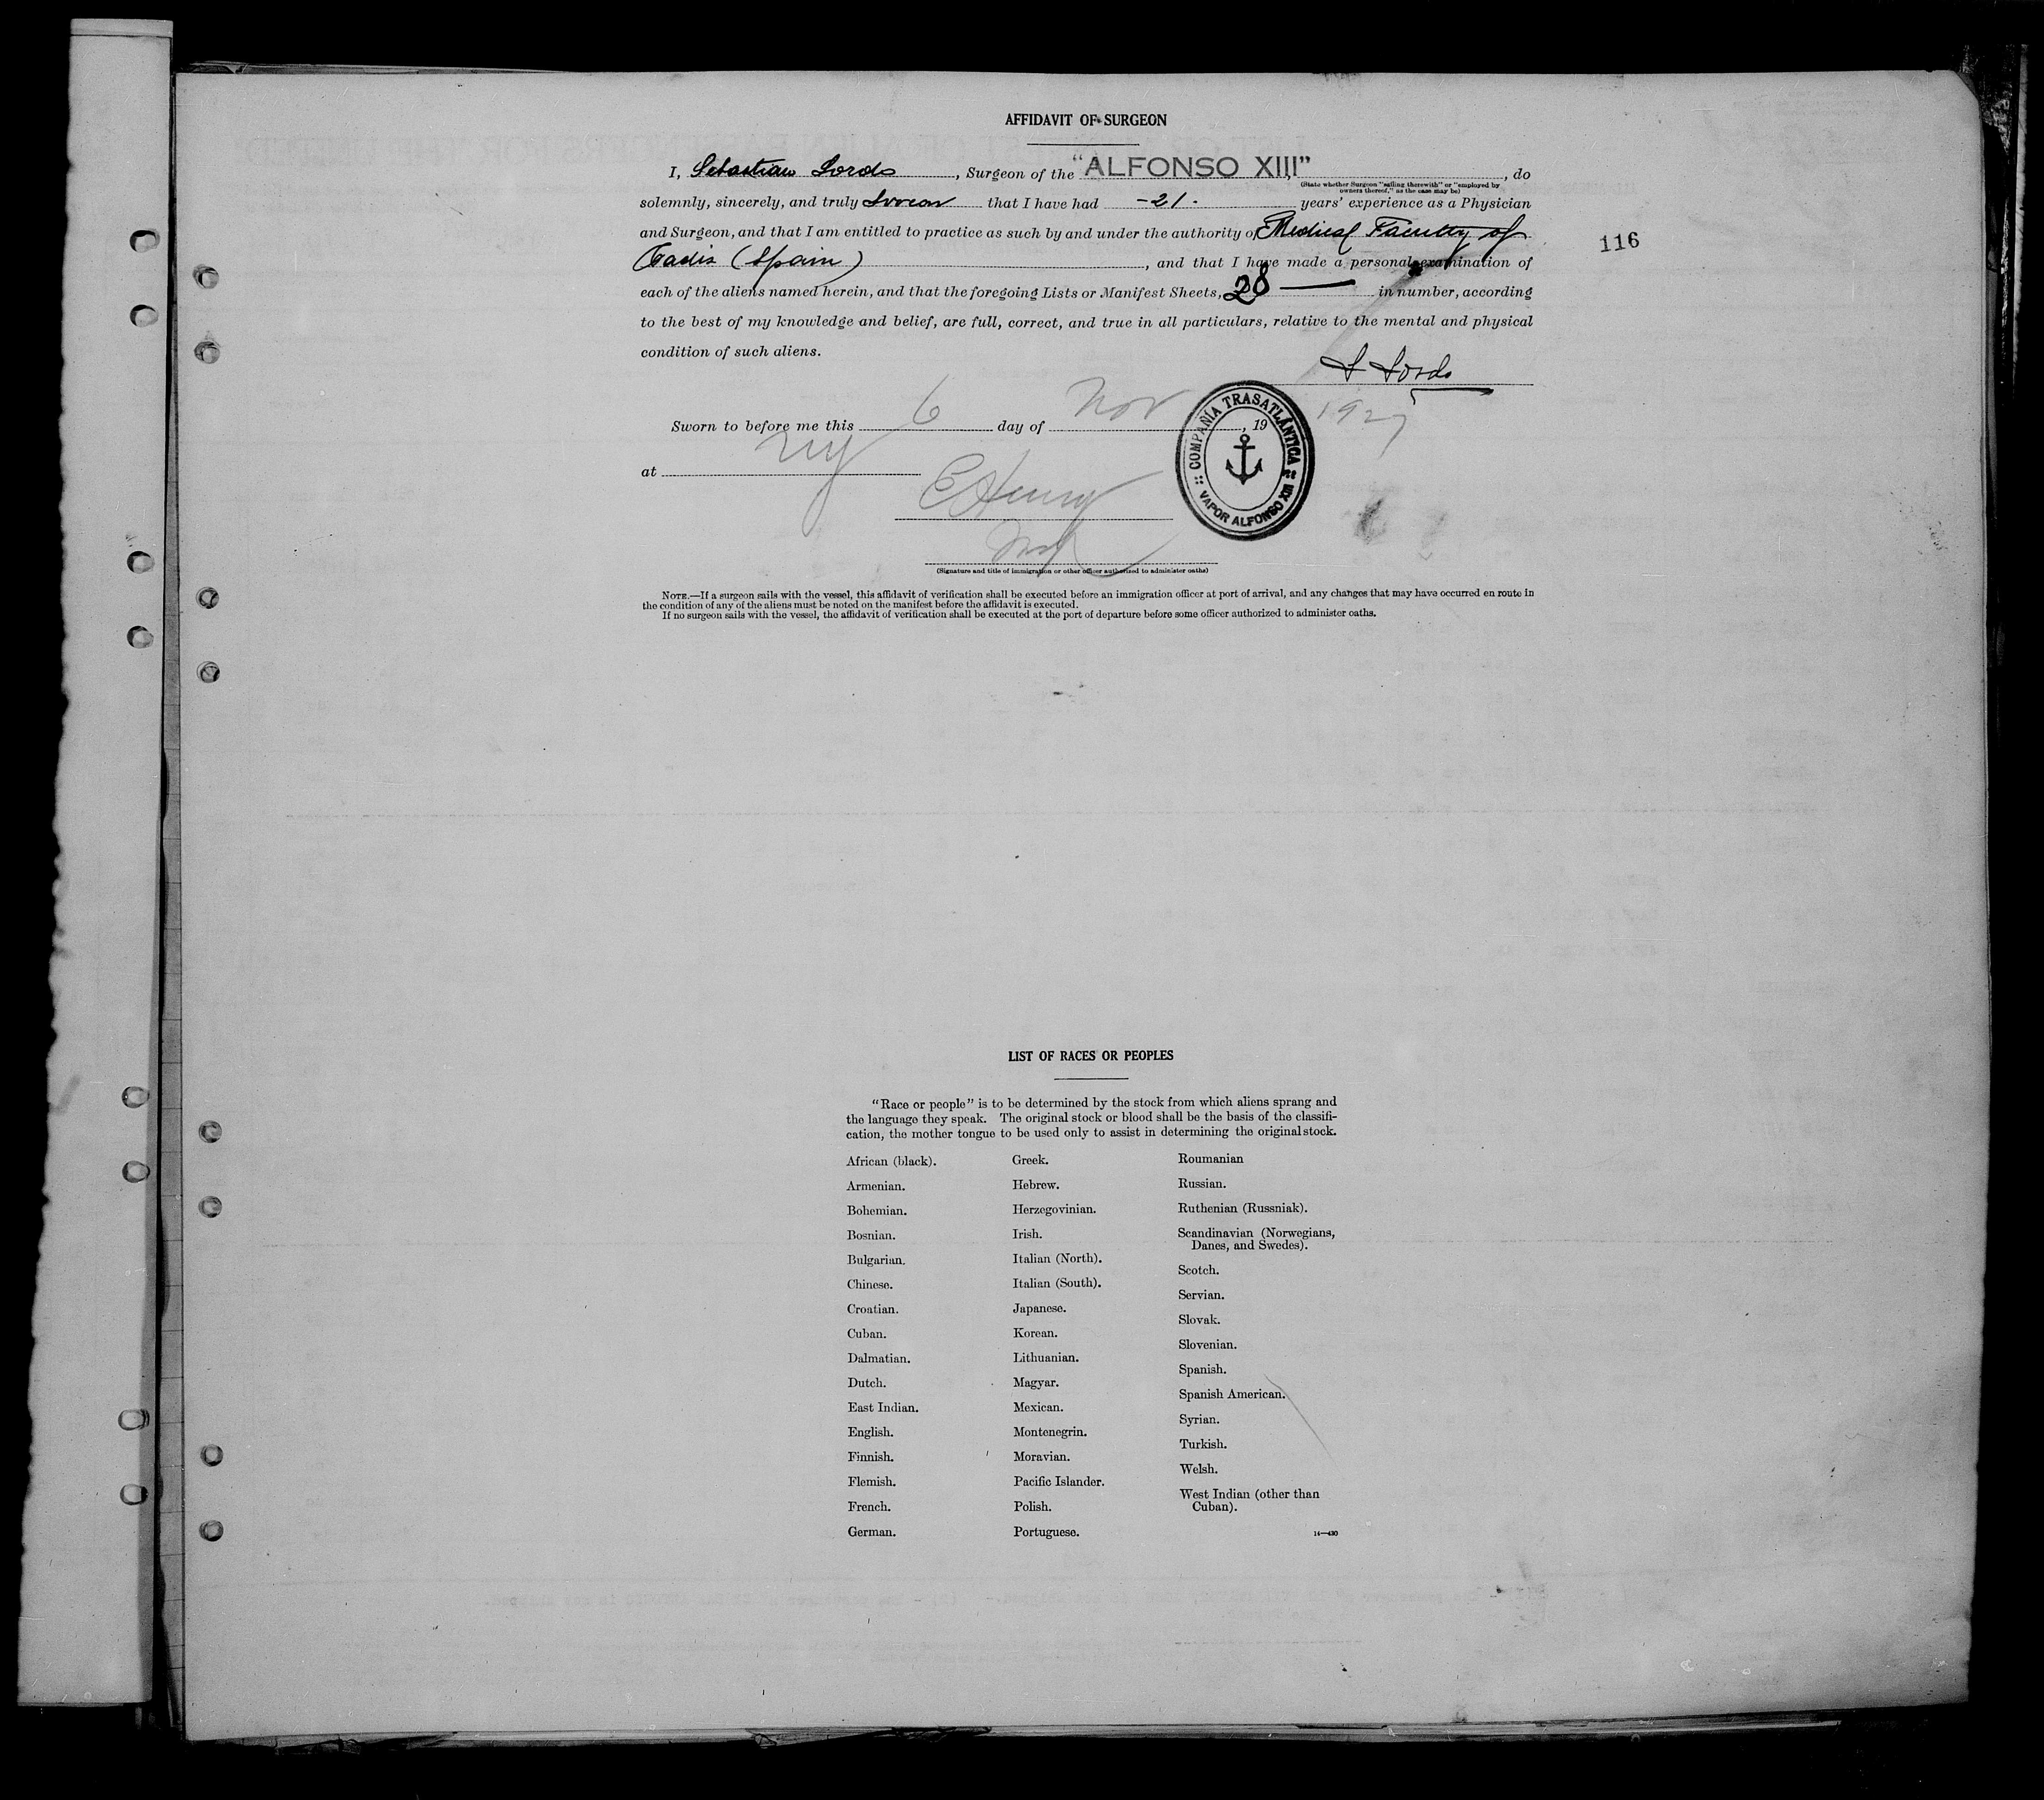 AFFIDAVIT OF SURGEON
I, Sebastian Lordo, Surgeon of the "ALFONSO XIII", do
(State whether Surgeon "sailing therewith" or "employed by
owners thereof," as the case may be)
solemnly, sincerely, and truly that I have had -21- years' experience as a Physician
and Surgeon, and that I am entitled to practice as such by and under the authority of Medical Faculty of
Cadis (Spain), and that I have made a personal examination of
each of the aliens named herein, and that the foregoing Lists or Manifest Sheets, 28 — in number, according
to the best of my knowledge and belief, are full, correct, and true in all particulars, relative to the mental and physical
condition of such aliens.
S Lordo
116
Sworn to before me this 6 day of Nov, 19 1927
at NY
COMPAÑÍA TRASATLÁNTICA
VAPOR ALFONSO XIII
(Signature and title of immigration or other officer authorized to administer oaths)
NOTE.—If a surgeon sails with the vessel, this affidavit of verification shall be executed before an immigration officer at port of arrival, and any changes that may have occurred en route in
the condition of any of the aliens must be noted on the manifest before the affidavit is executed.
If no surgeon sails with the vessel, the affidavit of verification shall be executed at the port of departure before some officer authorized to administer oaths.
LIST OF RACES OR PEOPLES
"Race or people" is to be determined by the stock from which aliens sprang and
the language they speak. The original stock or blood shall be the basis of the classifi-
cation, the mother tongue to be used only to assist in determining the original stock.
African (black).
Armenian.
Bohemian.
Bosnian.
Bulgarian.
Chinese.
Croatian.
Cuban.
Dalmatian.
Dutch.
East Indian.
English.
Finnish.
Flemish.
French.
German.
Greek.
Hebrew.
Herzegovinian.
Irish.
Italian (North).
Italian (South).
Japanese.
Korean.
Lithuanian.
Magyar.
Mexican.
Montenegrin.
Moravian.
Pacific Islander.
Polish.
Portuguese.
Roumanian
Russian.
Ruthenian (Russniak).
Scandinavian (Norwegians,
Danes, and Swedes).
Scotch.
Servian.
Slovak.
Slovenian.
Spanish.
Spanish American.
Syrian.
Turkish.
Welsh.
West Indian (other than
Cuban).
14—430